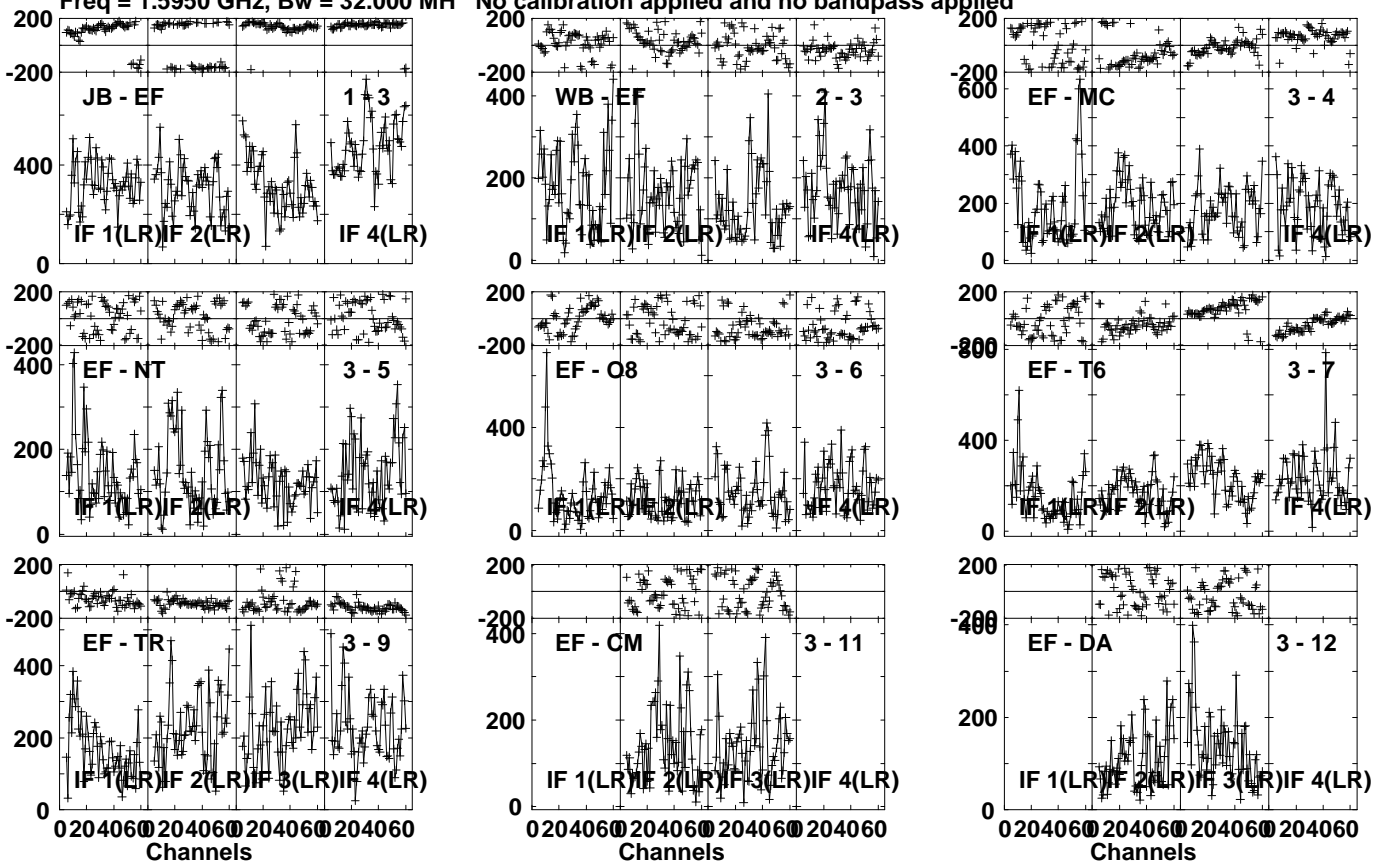 Freq = 1.5950 GHz, Bw = 32.000 MH No calibration applied and no bandpass applied
200 200 200
-200 -200 -200
JB - EF 1 - 3 WB - EF 2 - 3 EF - MC 3 - 4
400 400 600
200 400
200
IF 1(LR) IF 2(LR) IF 4(LR) IF 1(LR) IF 2(LR) IF 4(LR) IF 1(LR) IF 2(LR) IF 4(LR)
0 0 0
200 200 200
-200 -200 -200
400 800
EF - NT 3 - 5 EF - O8 3 - 6 EF - T6 3 - 7
200 400 400
IF 1(LR) IF 2(LR) IF 4(LR) IF 1(LR) IF 2(LR) IF 4(LR) IF 1(LR) IF 2(LR) IF 4(LR)
0 0 0
200 200 200
-200 -200 -200
400 400
EF - TR 3 - 9 EF - CM 3 - 11 EF - DA 3 - 12
400
200 200 200
IF 1(LR) IF 2(LR) IF 3(LR) IF 4(LR) IF 1(LR) IF 2(LR) IF 3(LR) IF 4(LR) IF 1(LR) IF 2(LR) IF 3(LR) IF 4(LR)
0 0 0
0 20 40 60 0 20 40 60 0 20 40 60 0 20 40 60 0 20 40 60 0 20 40 60 0 20 40 60 0 20 40 60 0 20 40 60 0 20 40 60 0 20 40 60 0 20 40 60
Channels Channels Channels